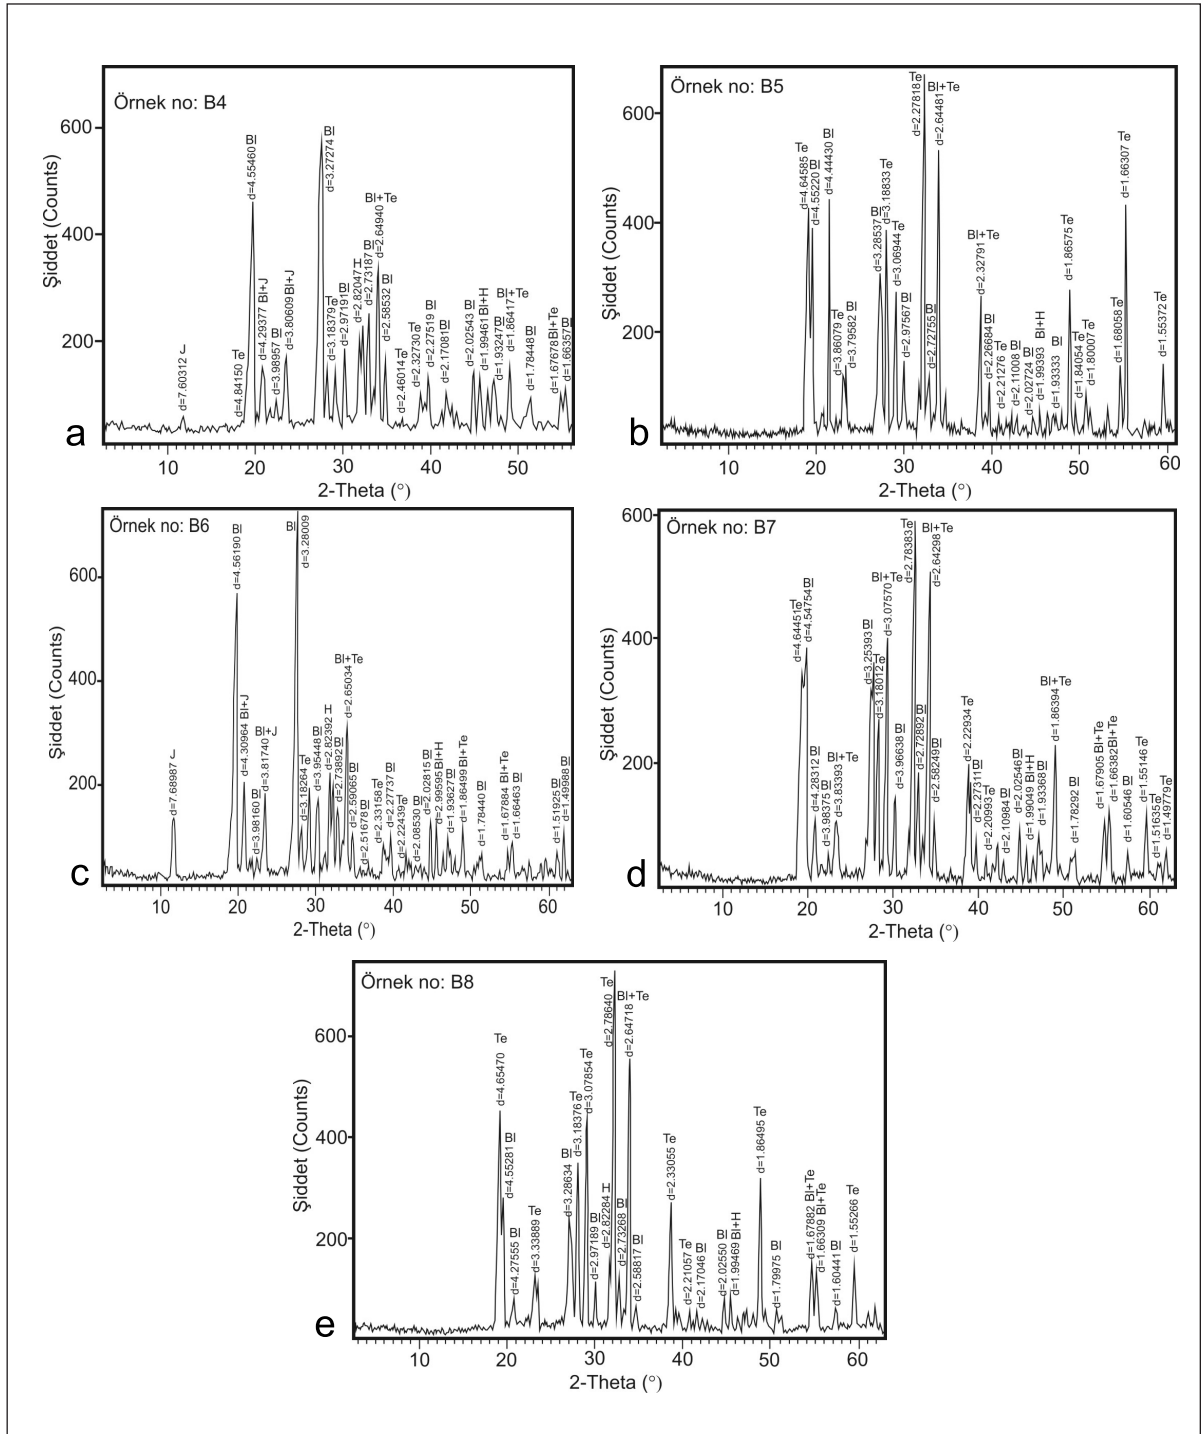 Örnek no: B4
Şiddet (Counts)
600
400
200
10 20 30 40 50
2-Theta (°)
a
d=7.60312 J
Te d=4.84150
d=4.55460 Bl
d=4.29377 Bl+J
d=3.98957 Bl
d=3.80609 Bl+J
Bl d=3.27274
d=3.18379 Te
d=2.9719 Bl
d=2.82047 H
d=2.73187 Bl
Bl+Te d=2.64940
d=2.58532 Bl
d=2.46014 Te
d=2.32730 Te
d=2.27519 Bl
d=2.17081 Bl
d=2.02543 Bl
d=1.99461 Bl+H
d=1.93247 Bl
Bl+Te d=1.86417
d=1.78448 Bl
d=1.67678 Bl+Te
d=1.66357 Bl
Örnek no: B5
Şiddet (Counts)
600
400
200
10 20 30 40 50 60
2-Theta (°)
b
Te d=4.64585
d=4.55220 Bl
Bl d=4.44430
d=3.86079 Te
d=3.79582 Bl
d=3.28537 Bl
d=3.18833 Te
d=3.06944 Te
d=2.97567 Bl
Te d=2.27818
d=2.72755 Bl
Bl+Te d=2.64481
Bl+Te d=2.32791
d=2.26684 Bl
d=2.21276 Te
d=2.11008 Bl
d=2.02724 Bl
d=1.99393 Bl+H
d=1.93333 Bl
d=1.86575 Te
d=1.84054 Te
d=1.80007 Te
d=1.68058 Te
Te d=1.66307
d=1.55372 Te
Örnek no: B6
Şiddet (Counts)
600
400
200
10 20 30 40 50 60
2-Theta (°)
c
d=7.68987 J
d=4.56190 Bl
d=4.30964 Bl+J
d=3.98160 Bl
d=3.81740 Bl+J
Bl d=3.28009
d=3.18264 Te
d=3.95448 Bl
d=2.82392 H
d=2.73892 Bl
Bl+Te d=2.65034
d=2.59065 Bl
d=2.51678 Bl
d=2.33158 Te
d=2.27737 Bl
d=2.22439 Te
d=2.08530 Bl
d=2.02815 Bl
d=2.99595 Bl+H
d=1.93627 Bl
d=1.86499 Bl+Te
d=1.78440 Bl
d=1.67884 Bl+Te
d=1.66463 Bl
d=1.51925 Bl
d=1.49988 Bl
Örnek no: B7
Şiddet (Counts)
600
400
200
10 20 30 40 50 60
2-Theta (°)
d
d=4.64451 Te
d=4.54754 Bl
d=4.28312 Bl
d=3.98375 Bl
d=3.83393 Bl+Te
d=3.25393 Bl
d=3.18012 Te
Bl+Te d=3.07570
d=3.96638 Bl
Te d=2.78383
d=2.72892 Bl
Bl+Te d=2.64298
d=2.58249 Bl
d=2.22934 Te
d=2.27311 Bl
d=2.20993 Te
d=2.10984 Bl
d=2.02546 Bl
d=1.99049 Bl+H
d=1.93368 Bl
Bl+Te d=1.86394
d=1.78292 Bl
d=1.67905 Bl+Te
d=1.66382 Bl+Te
d=1.60546 Bl
d=1.55146 Te
d=1.51635 Te
d=1.49779 Te
Örnek no: B8
Şiddet (Counts)
600
400
200
10 20 30 40 50 60
2-Theta (°)
e
Te d=4.65470
d=4.55281 Bl
d=4.27555 Bl
d=3.33889 Te
d=3.28634 Bl
d=3.18376 Te
d=3.07854 Te
d=2.97189 Bl
d=2.82284 H
Te d=2.78640
d=2.73268 Bl
Bl+Te d=2.64718
d=2.58817 Bl
d=2.33055 Te
d=2.21057 Te
d=2.17046 Bl
d=2.02550 Bl
d=1.99469 Bl+H
d=1.86495 Te
d=1.79975 Bl
d=1.67882 Bl+Te
d=1.66309 Bl+Te
d=1.60441 Bl
d=1.55266 Te